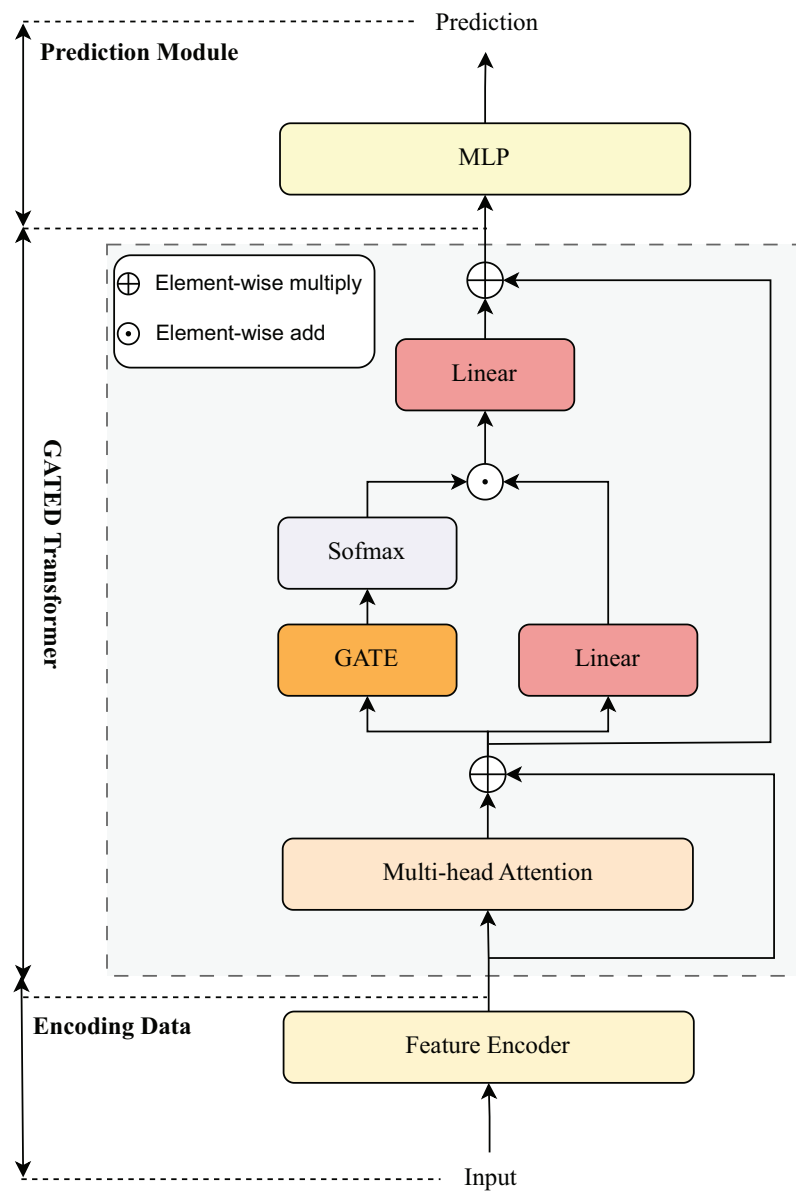 Prediction
Prediction Module
MLP
Element-wise multiply
Element-wise add
Linear
GATED Transformer
Sofmax
GATE
Linear
Multi-head Attention
Encoding Data
Feature Encoder
Input